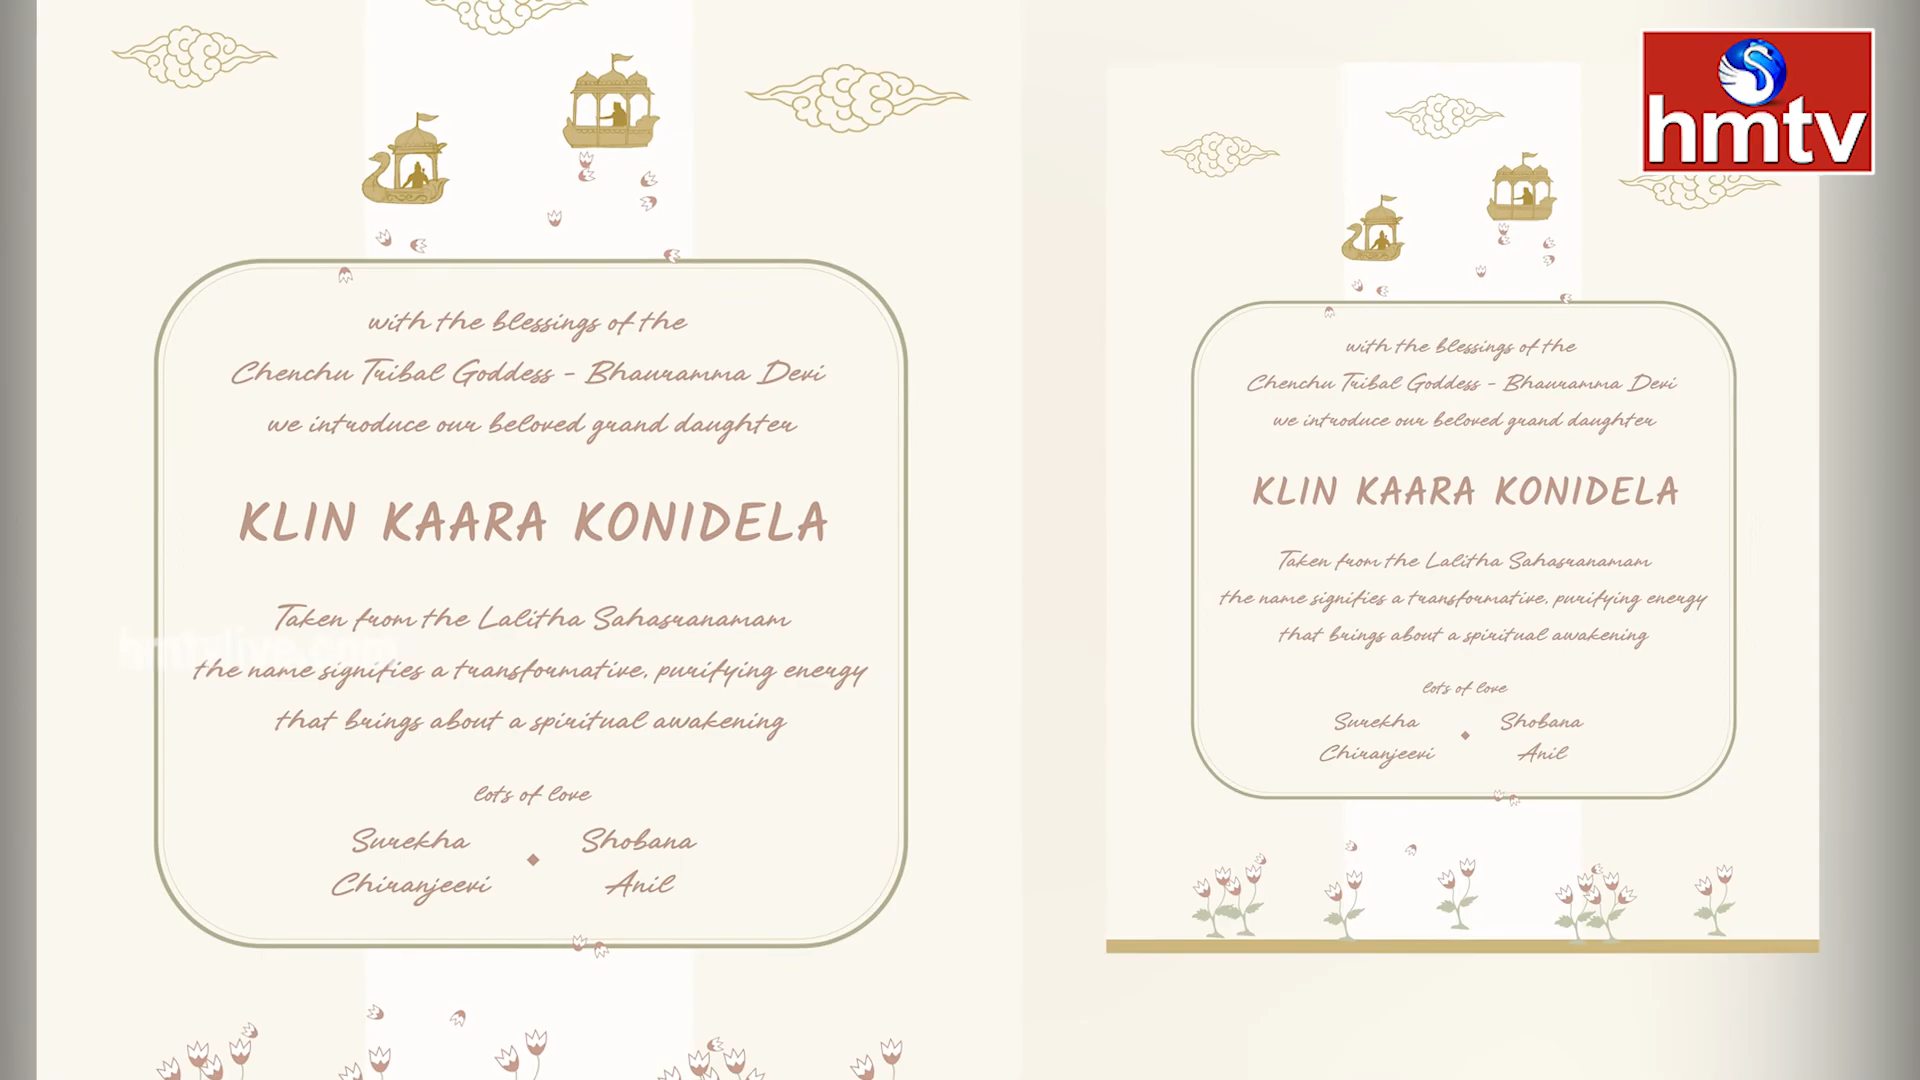 with the blessings of the
Chenchu Tribal Goddess - Bhauramma Devi
we introduce our beloved grand daughter
KLIN KAARA KONIDELA
Taken from the Lalitha Sahasranamam
the name signifies a transformative, purifying energy
that brings about a spiritual awakening
lots of love
Surekha
Chiranjeevi
Shobana
Anil
hmtvlive.com
hmtv
with the blessings of the
Chenchu Tribal Goddess - Bhauramma Devi
we introduce our beloved grand daughter
KLIN KAARA KONIDELA
Taken from the Lalitha Sahasranamam
the name signifies a transformative, purifying energy
that brings about a spiritual awakening
lots of love
Surekha
Chiranjeevi
Shobana
Anil